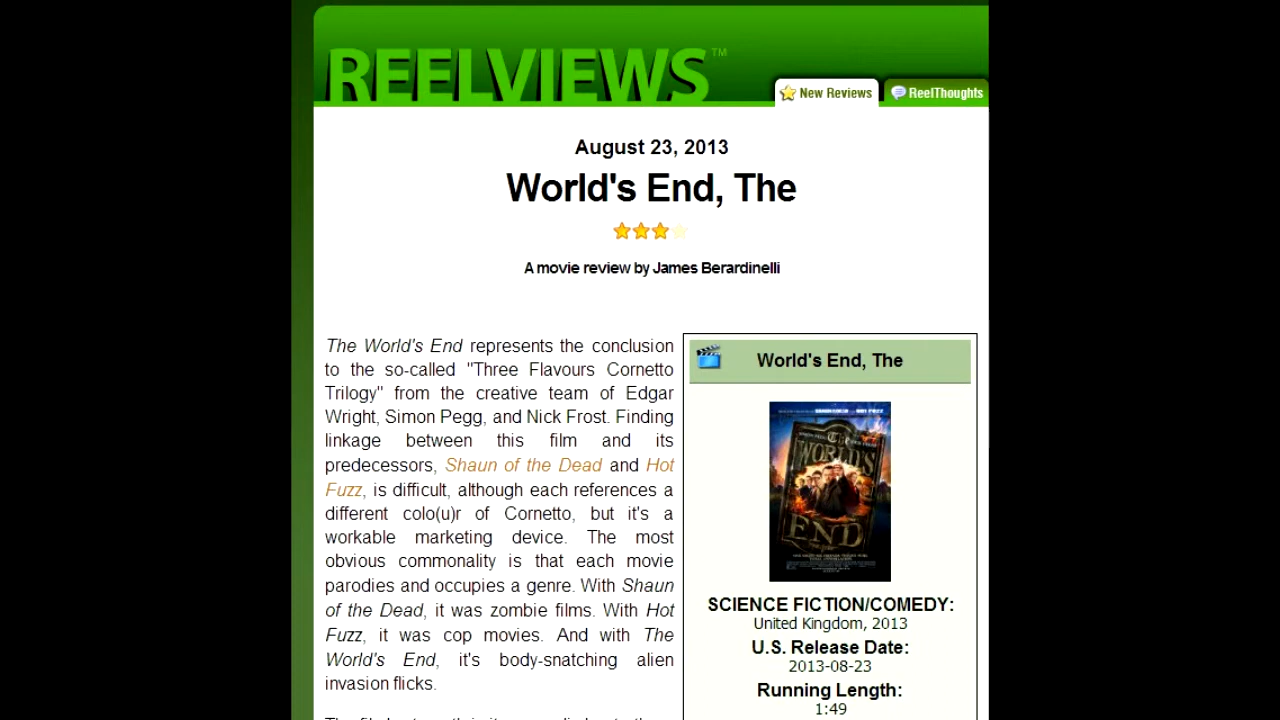 REELVIEWS™
New Reviews
ReelThoughts
August 23, 2013
World's End, The
A movie review by James Berardinelli
The World's End represents the conclusion
to the so-called "Three Flavours Cornetto
Trilogy" from the creative team of Edgar
Wright, Simon Pegg, and Nick Frost. Finding
linkage between this film and its
predecessors, Shaun of the Dead and Hot
Fuzz, is difficult, although each references a
different colo(u)r of Cornetto, but it's a
workable marketing device. The most
obvious commonality is that each movie
parodies and occupies a genre. With Shaun
of the Dead, it was zombie films. With Hot
Fuzz, it was cop movies. And with The
World's End, it's body-snatching alien
invasion flicks.
World's End, The
The
WORLD'S
END
SCIENCE FICTION/COMEDY:
United Kingdom, 2013
U.S. Release Date:
2013-08-23
Running Length:
1:49